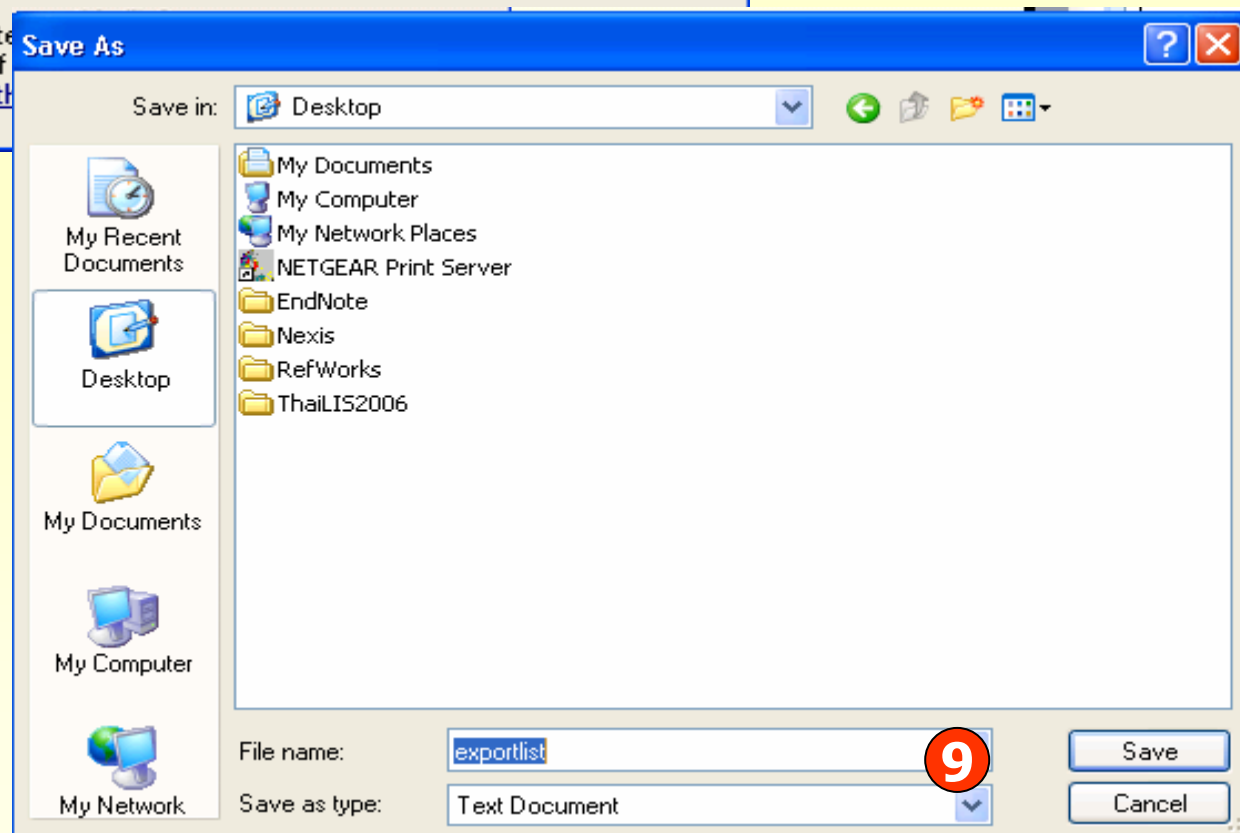 Save As
Save in:
Desktop
My Recent
Documents
Desktop
My Documents
My Computer
My Network
My Documents
My Computer
My Network Places
NETGEAR Print Server
EndNote
Nexis
RefWorks
ThaiLIS2006
File name:
exportlist
9
Save
Save as type:
Text Document
Cancel